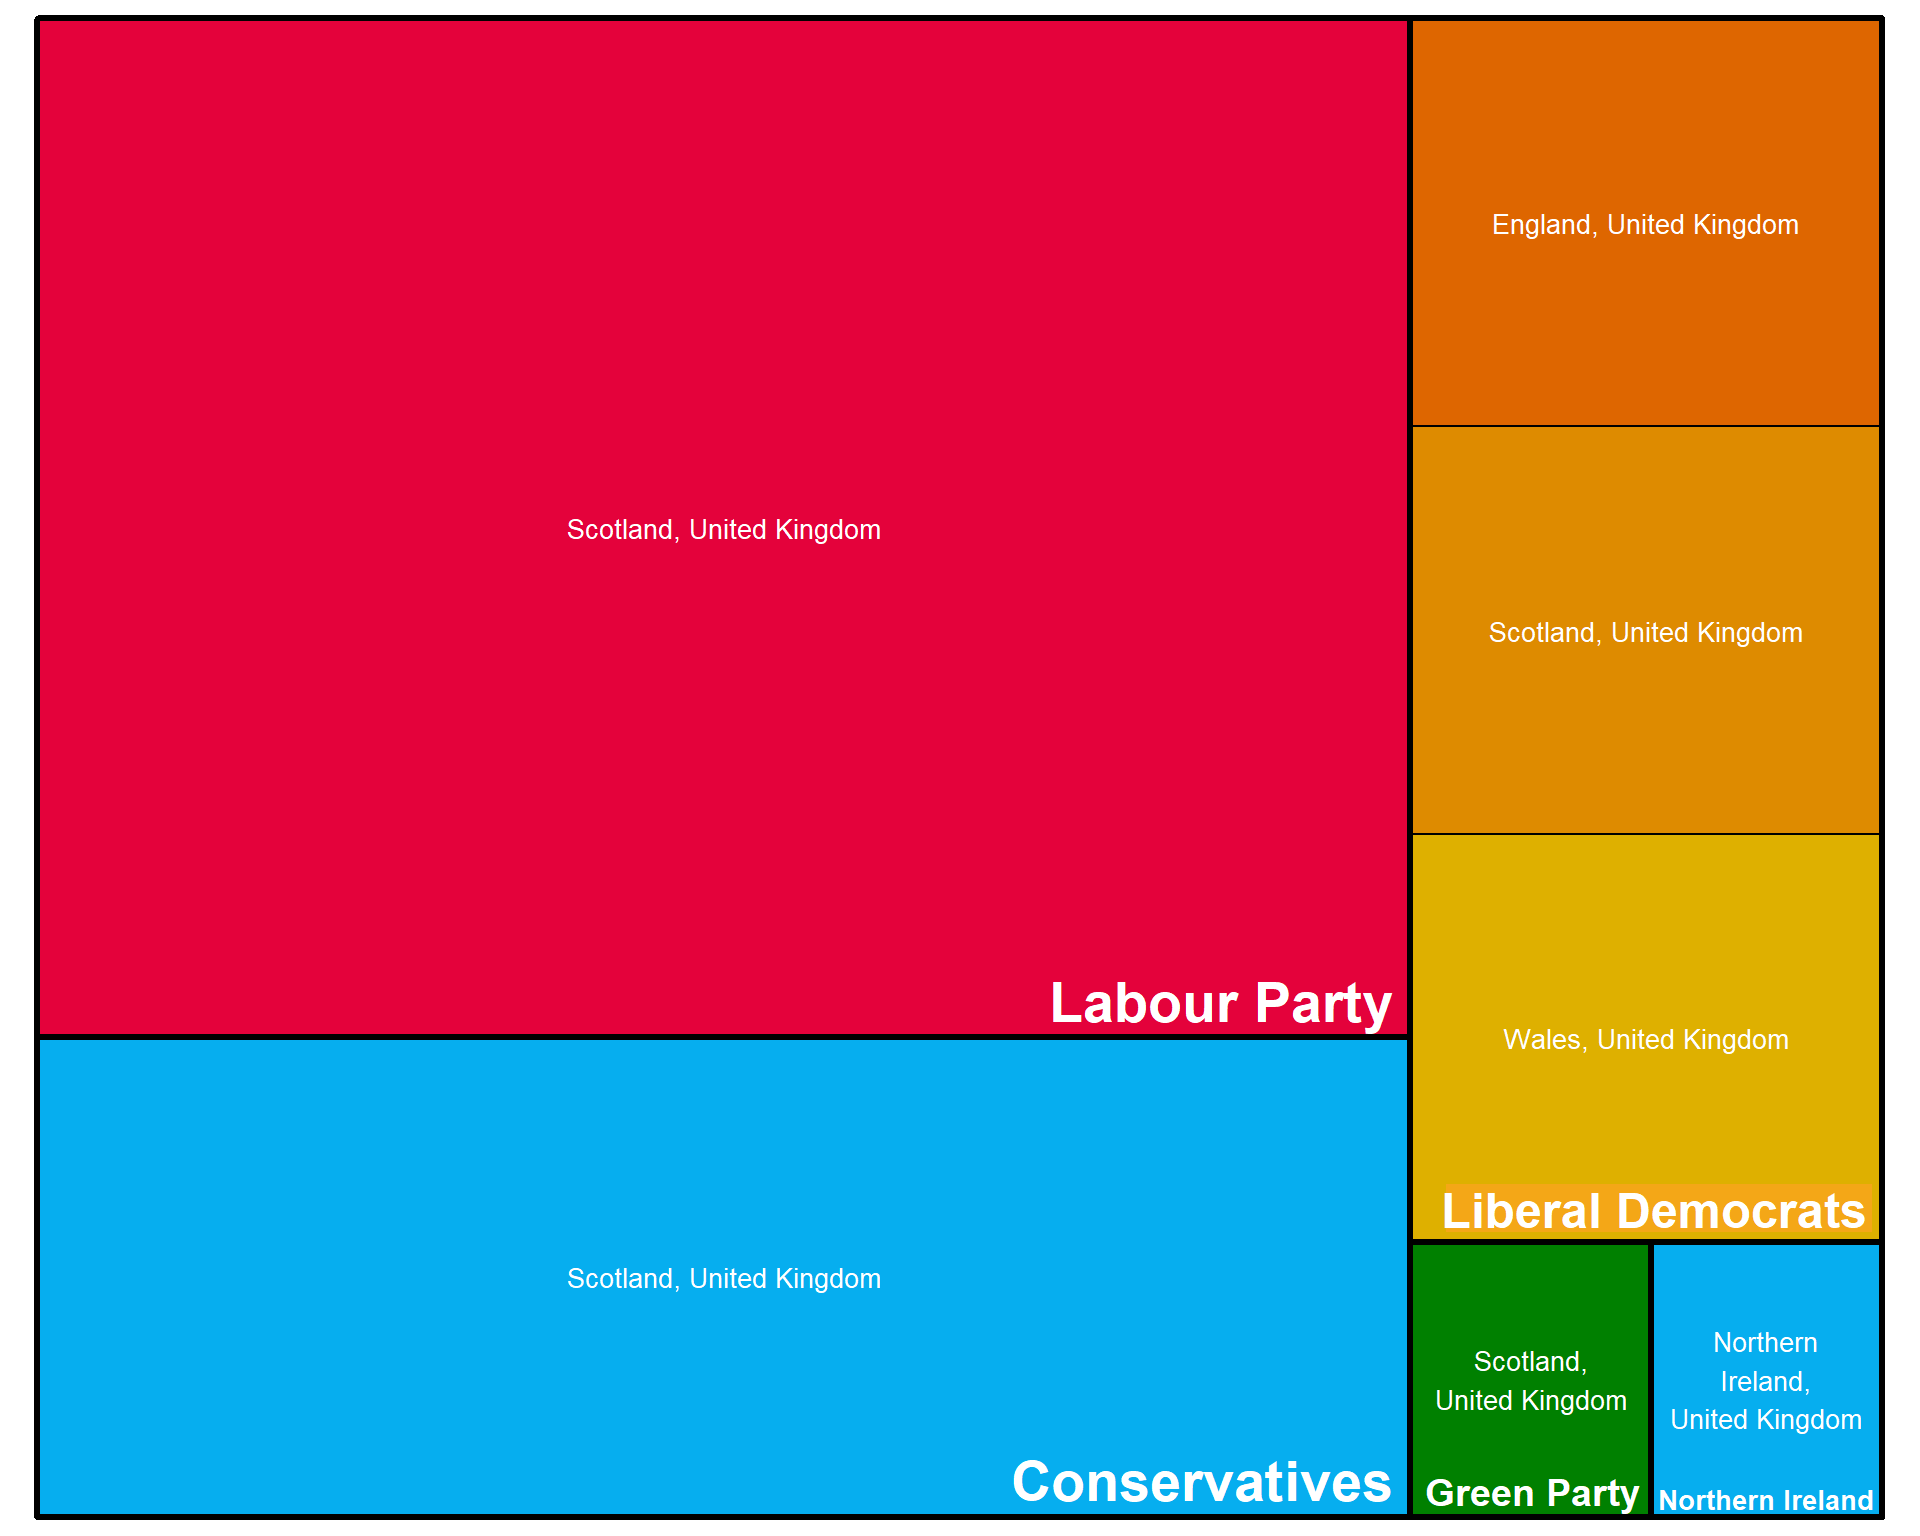 Scotland, United Kingdom
Labour Party
Scotland, United Kingdom
Conservatives
England, United Kingdom
Scotland, United Kingdom
Wales, United Kingdom
Liberal Democrats
Scotland,
United Kingdom
Green Party
Northern
Ireland,
United Kingdom
Northern Ireland